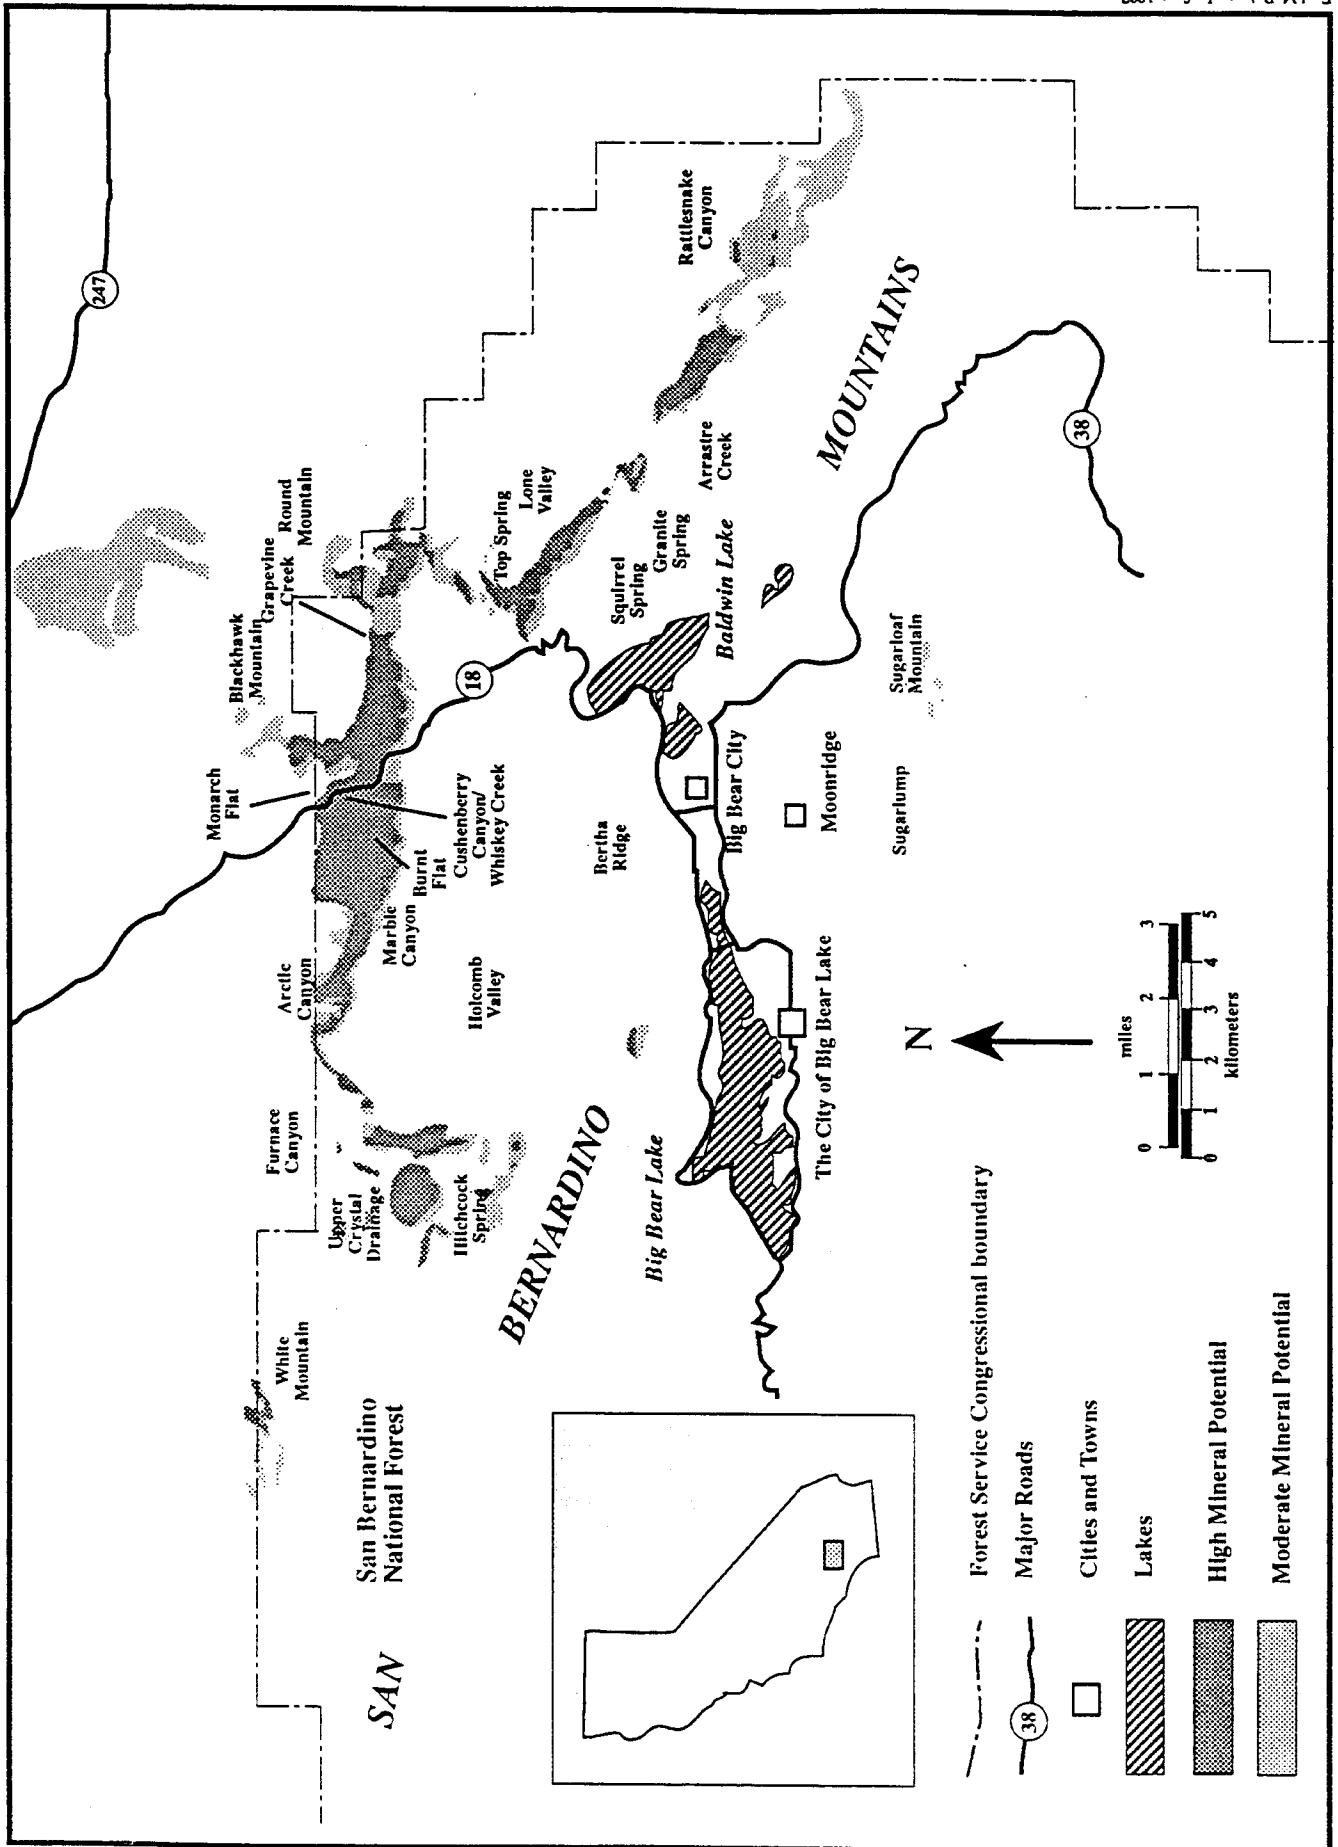 247
Blackhawk
Mountain
Grapevine
Creek
Round
Mountain
Monarch
Flat
18
Top Spring
Lone
Valley
Rattlesnake
Canyon
Arctic
Canyon
Marble
Canyon
Burnt
Flat
Cushenberry
Canyon/
Whiskey Creek
Squirrel
Spring
Granite
Spring
Arrastre
Creek
Furnace
Canyon
Upper
Crystal
Drainage
Hitchcock
Spring
Holcomb
Valley
Bertha
Ridge
Baldwin Lake
MOUNTAINS
White
Mountain
San Bernardino
National Forest
SAN
BERNARDINO
Big Bear Lake
Big Bear City
Moonridge
Sugarlump
Sugarloaf
Mountain
38
The City of Big Bear Lake
N
miles
0 1 2 3
0 1 2 3 4 5
kilometers
Forest Service Congressional boundary
38
Major Roads
Cities and Towns
Lakes
High Mineral Potential
Moderate Mineral Potential